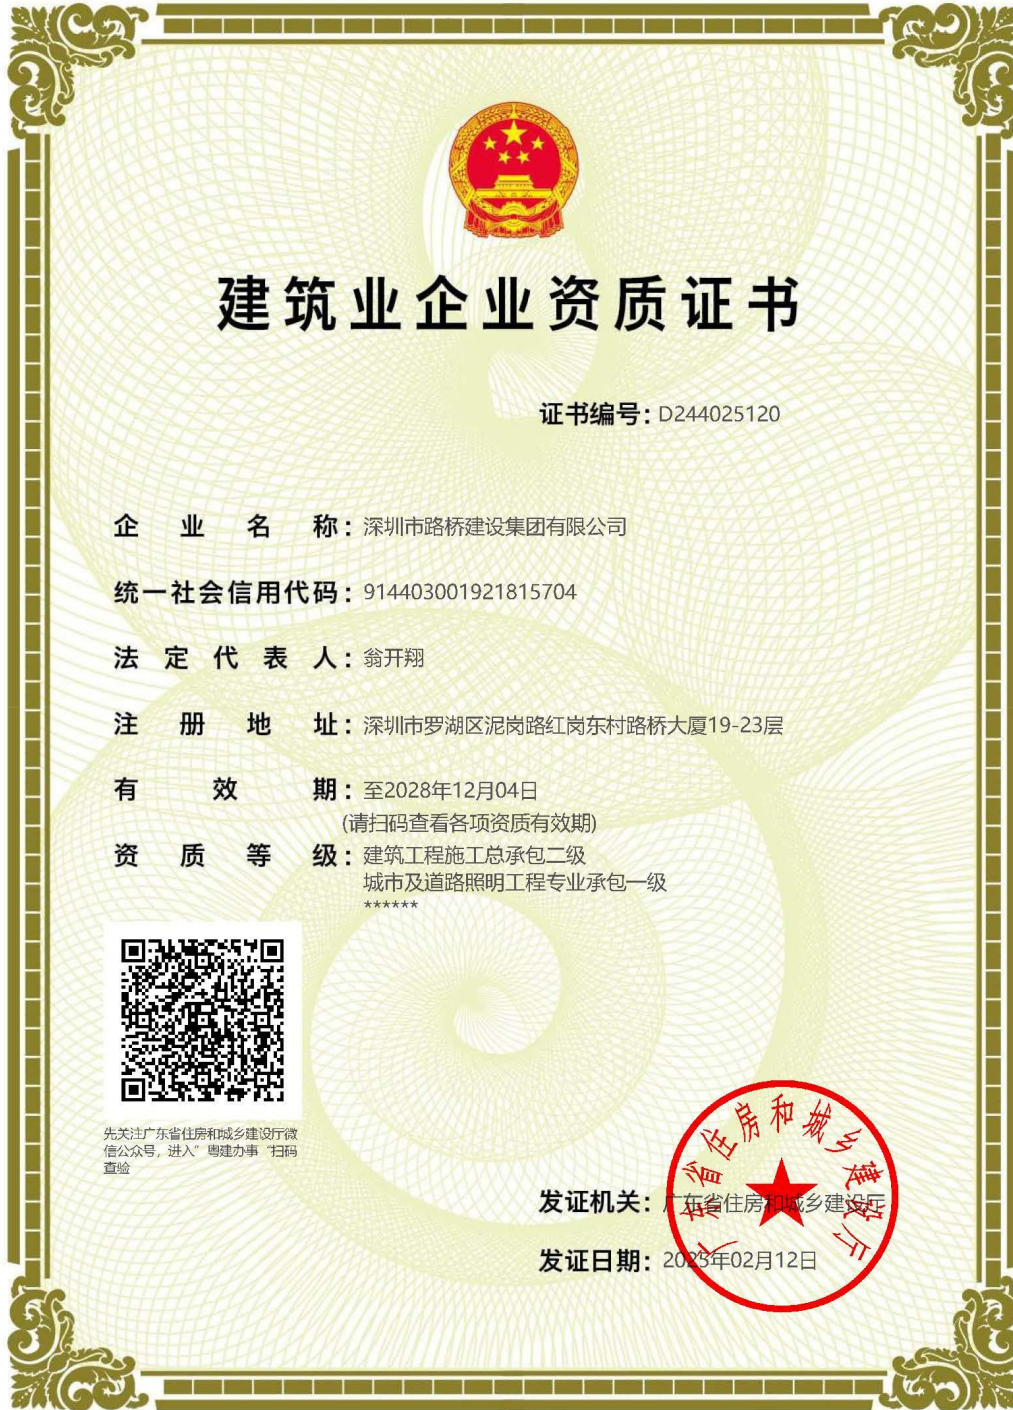 建筑业企业资质证书
证书编号：D244025120
企业名称：深圳市路桥建设集团有限公司
统一社会信用代码：914403001921815704
法定代表人：翁开翔
注册地址：深圳市罗湖区泥岗路红岗东村路桥大厦19-23层
有效期：至2028年12月04日
(请扫码查看各项资质有效期)
资质等级：建筑工程施工总承包二级
城市及道路照明工程专业承包一级
******
先关注广东省住房和城乡建设厅微
信公众号，进入”粤建办事“扫码
查验
广东省住房和城乡建设厅
发证机关：广东省住房和城乡建设厅
发证日期：2025年02月12日